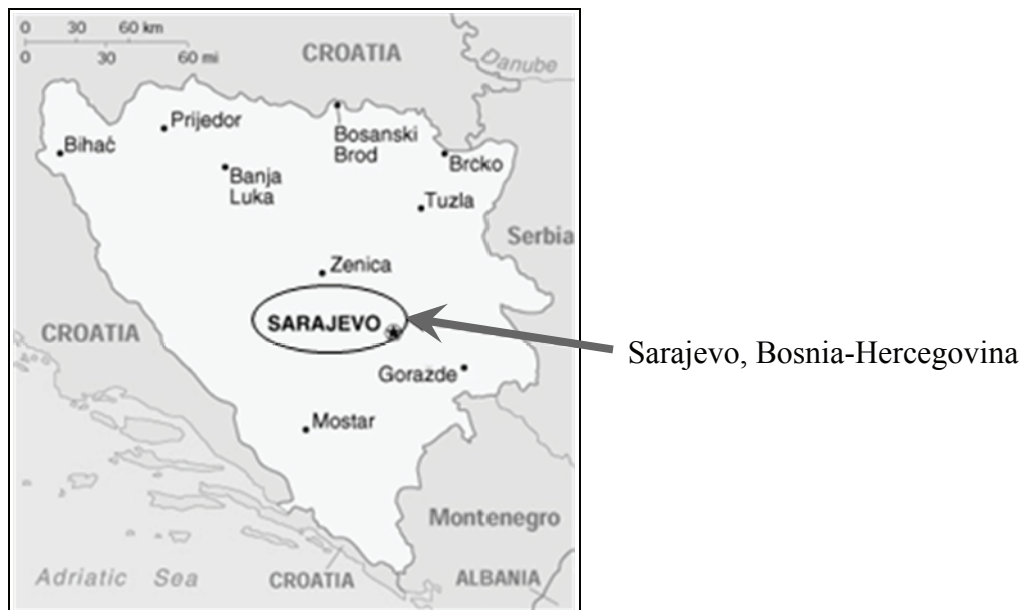 0 30 60 km
0 30 60 mi
CROATIA
Danube
Prijedor
Bihać
Bosanski
Brod
Brcko
Banja
Luka
Tuzla
Serbia
Zenica
SARAJEVO
CROATIA
Sarajevo, Bosnia-Hercegovina
Gorazde
Mostar
Montenegro
Adriatic Sea
CROATIA
ALBANIA